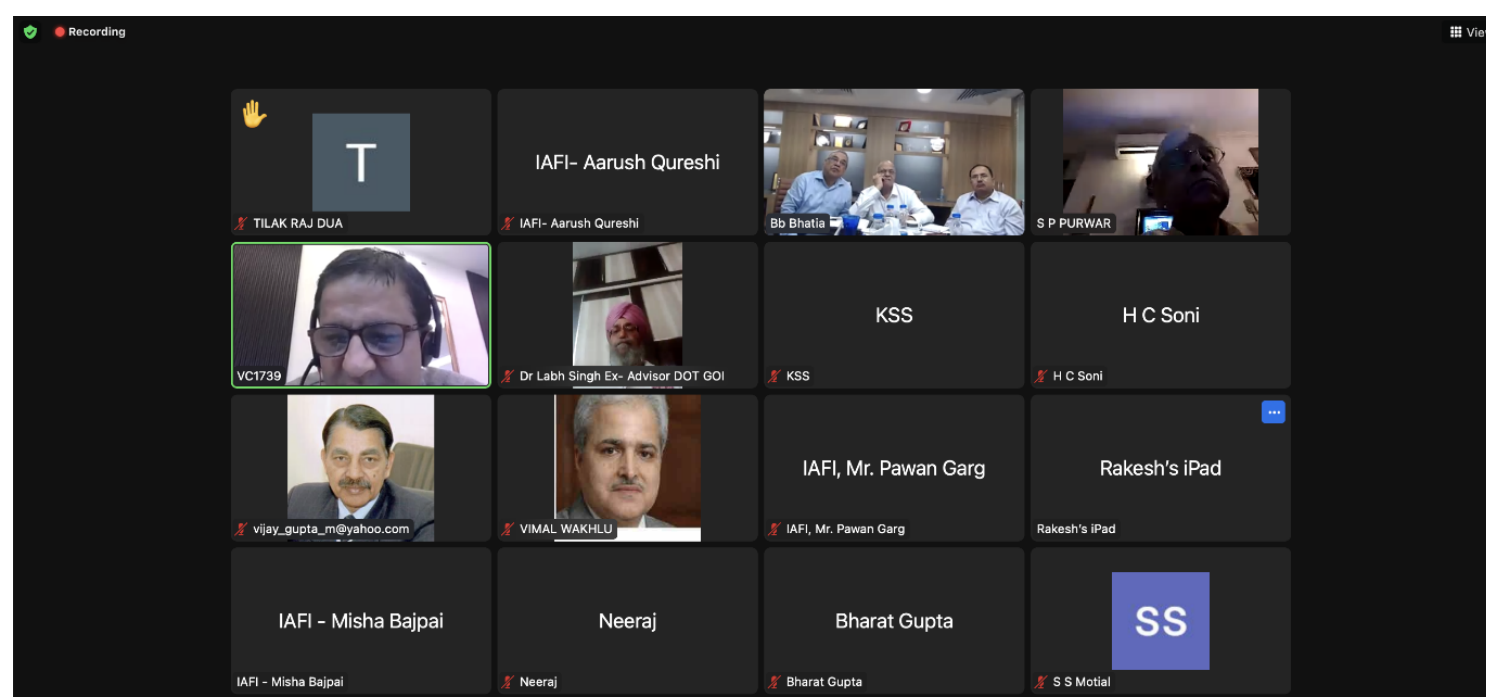 Recording
View
T
TILAK RAJ DUA
IAFI- Aarush Qureshi
IAFI- Aarush Qureshi
Bb Bhatia
S P PURWAR
VC1739
Dr Labh Singh Ex- Advisor DOT GOI
KSS
KSS
H C Soni
H C Soni
vijay_gupta_m@yahoo.com
VIMAL WAKHLU
IAFI, Mr. Pawan Garg
IAFI, Mr. Pawan Garg
Rakesh's iPad
Rakesh's iPad
IAFI - Misha Bajpai
IAFI - Misha Bajpai
Neeraj
Neeraj
Bharat Gupta
Bharat Gupta
SS
S S Motial